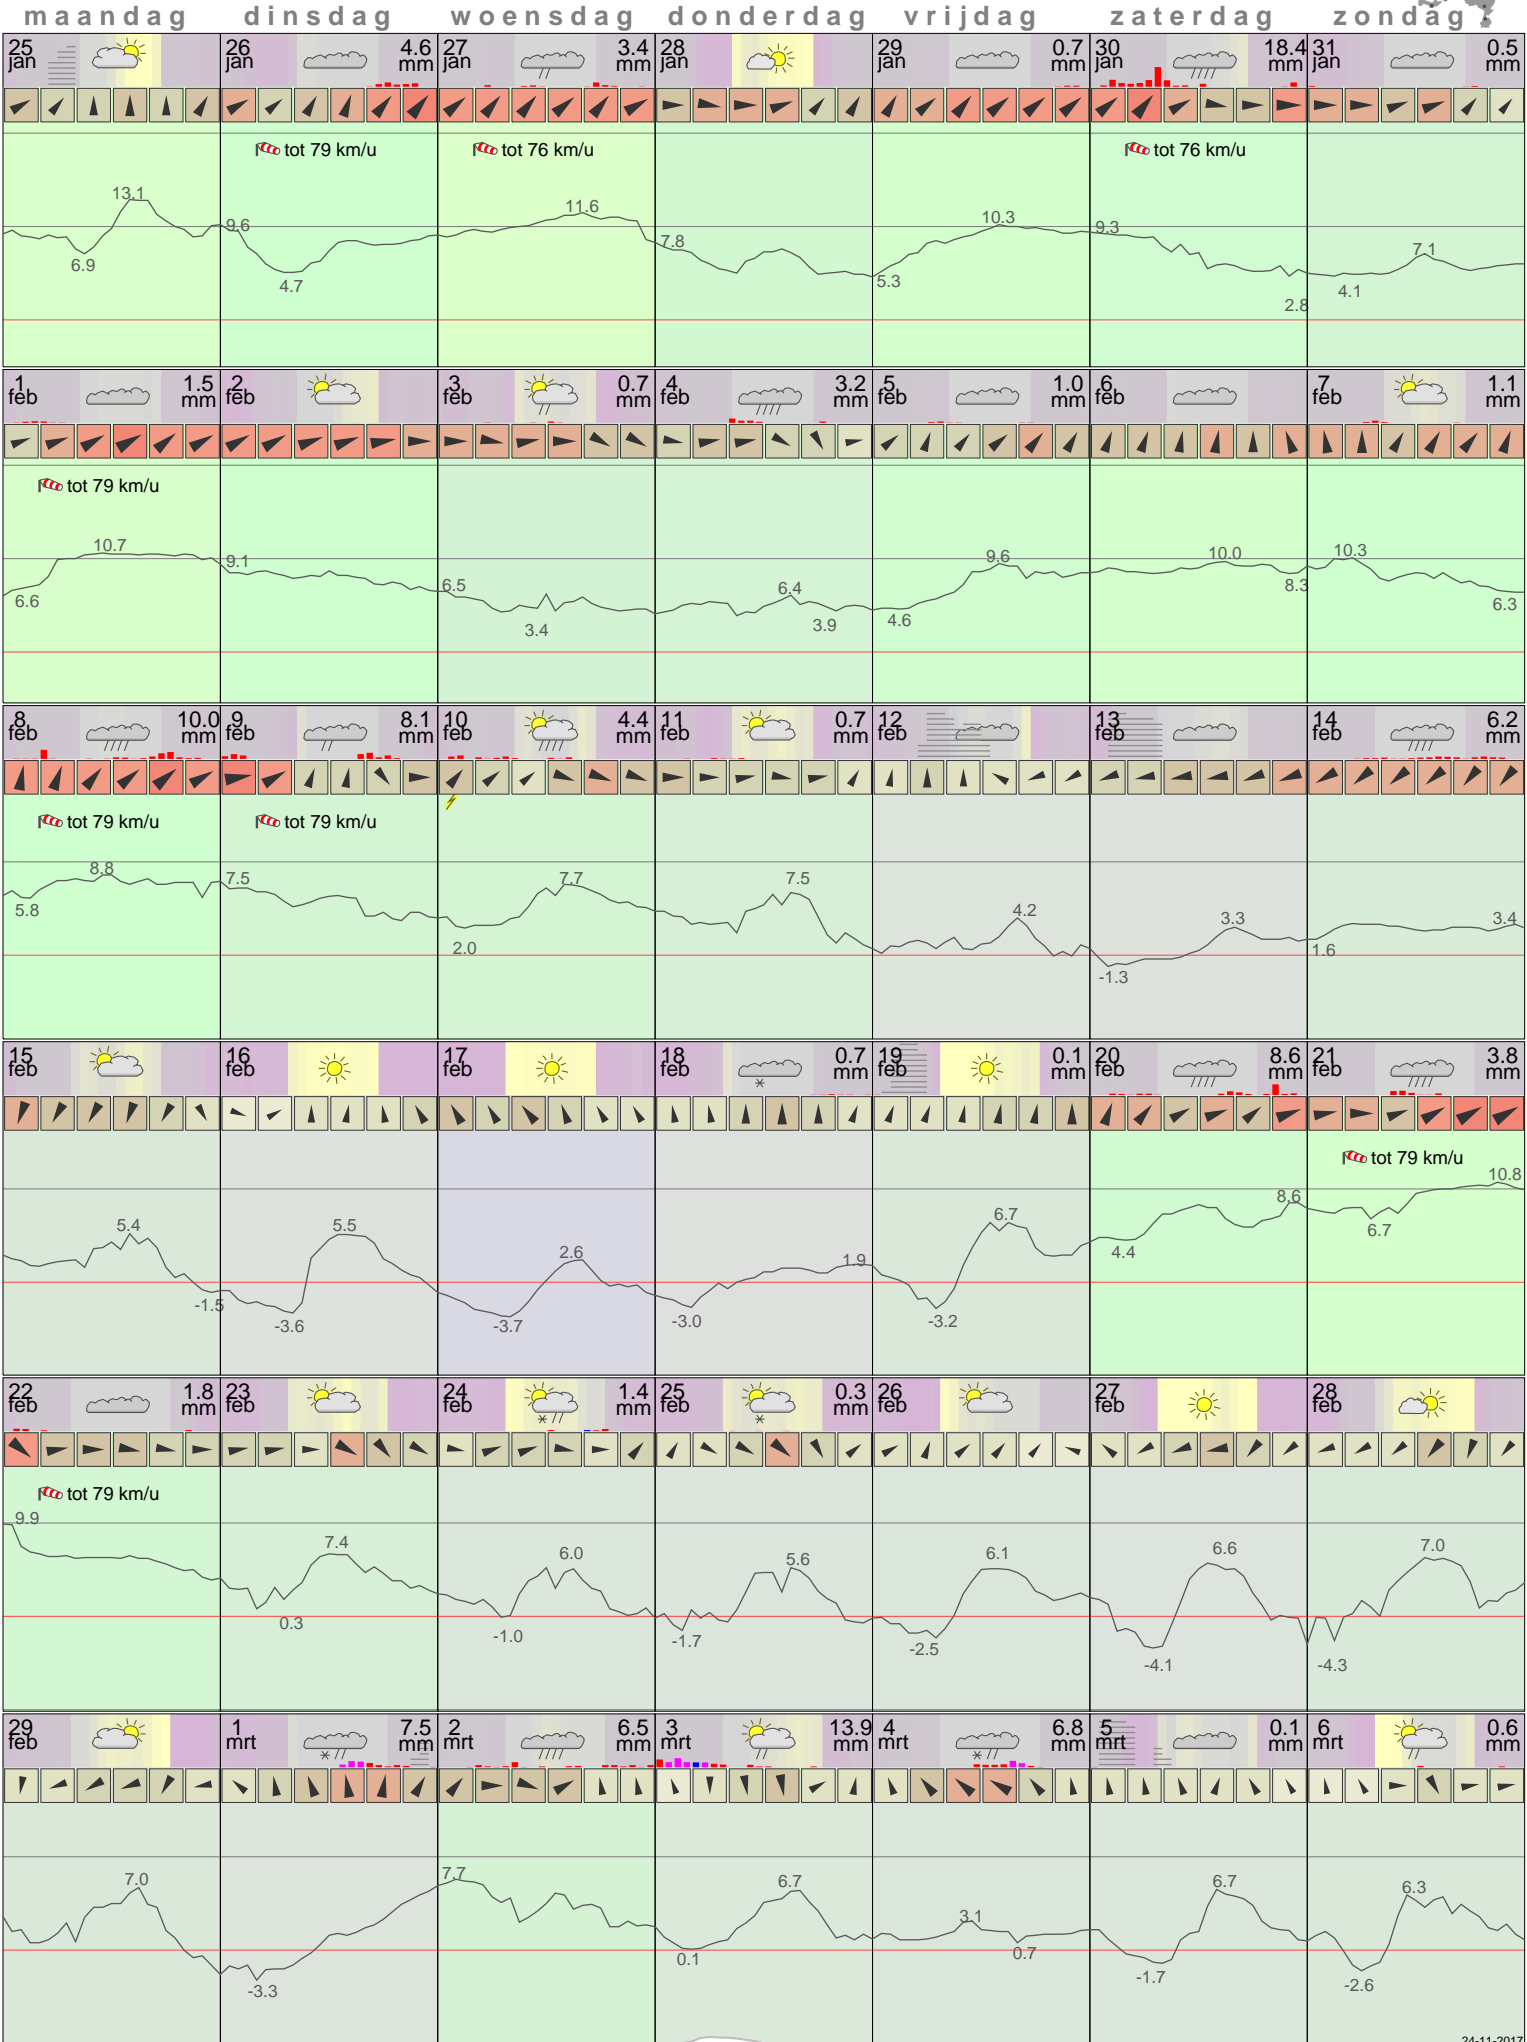 maandag dinsdag woensdag donderdag vrijdag zaterdag zondag
25 jan
26 jan 4.6 mm
27 jan 3.4 mm
28 jan
29 jan 0.7 mm
30 jan 18.4 mm
31 jan 0.5 mm
tot 79 km/u
tot 76 km/u
tot 76 km/u
13.1 6.9
9.6 4.7
11.6
7.8
5.3 10.3
9.3 2.8
4.1 7.1
1 feb 1.5 mm
2 feb
3 feb 0.7 mm
4 feb 3.2 mm
5 feb 1.0 mm
6 feb
7 feb 1.1 mm
tot 79 km/u
6.6 10.7
9.1
6.5 3.4
6.4 3.9
4.6 9.6
10.0 8.3
10.3 6.3
8 feb 10.0 mm
9 feb 8.1 mm
10 feb 4.4 mm
11 feb 0.7 mm
12 feb
13 feb
14 feb 6.2 mm
tot 79 km/u
tot 79 km/u
5.8 8.8
7.5
2.0 7.7
7.5
4.2
-1.3 3.3
1.6 3.4
15 feb
16 feb
17 feb
18 feb 0.7 mm
19 feb 0.1 mm
20 feb 8.6 mm
21 feb 3.8 mm
tot 79 km/u
5.4 -1.5
-3.6 5.5
-3.7 2.6
-3.0 1.9
-3.2 6.7
4.4 8.6
6.7 10.8
22 feb 1.8 mm
23 feb
24 feb 1.4 mm
25 feb 0.3 mm
26 feb
27 feb
28 feb
tot 79 km/u
9.9
0.3 7.4
-1.0 6.0
-1.7 5.6
-2.5 6.1
-4.1 6.6
-4.3 7.0
29 feb
1 mrt 7.5 mm
2 mrt 6.5 mm
3 mrt 13.9 mm
4 mrt 6.8 mm
5 mrt 0.1 mm
6 mrt 0.6 mm
7.0
-3.3
7.7
0.1 6.7
3.1 0.7
-1.7 6.7
-2.6 6.3
24-11-2017